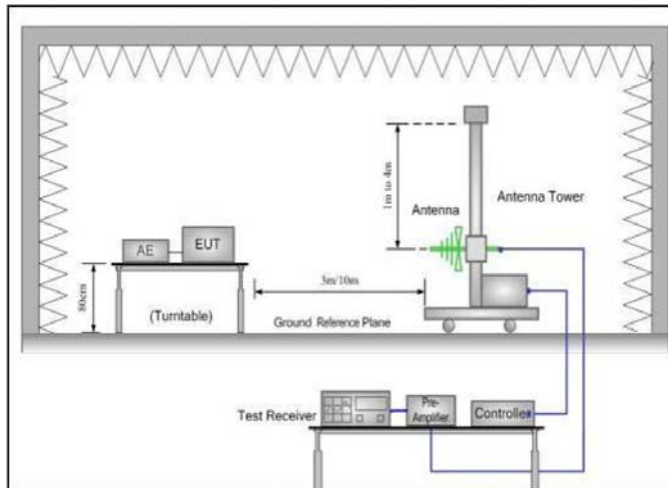 1m to 4m
Antenna
Antenna Tower
AE
EUT
80cm
3m/10m
(Turntable)
Ground Reference Plane
Test Receiver
Pre-
Amplifier
Controller